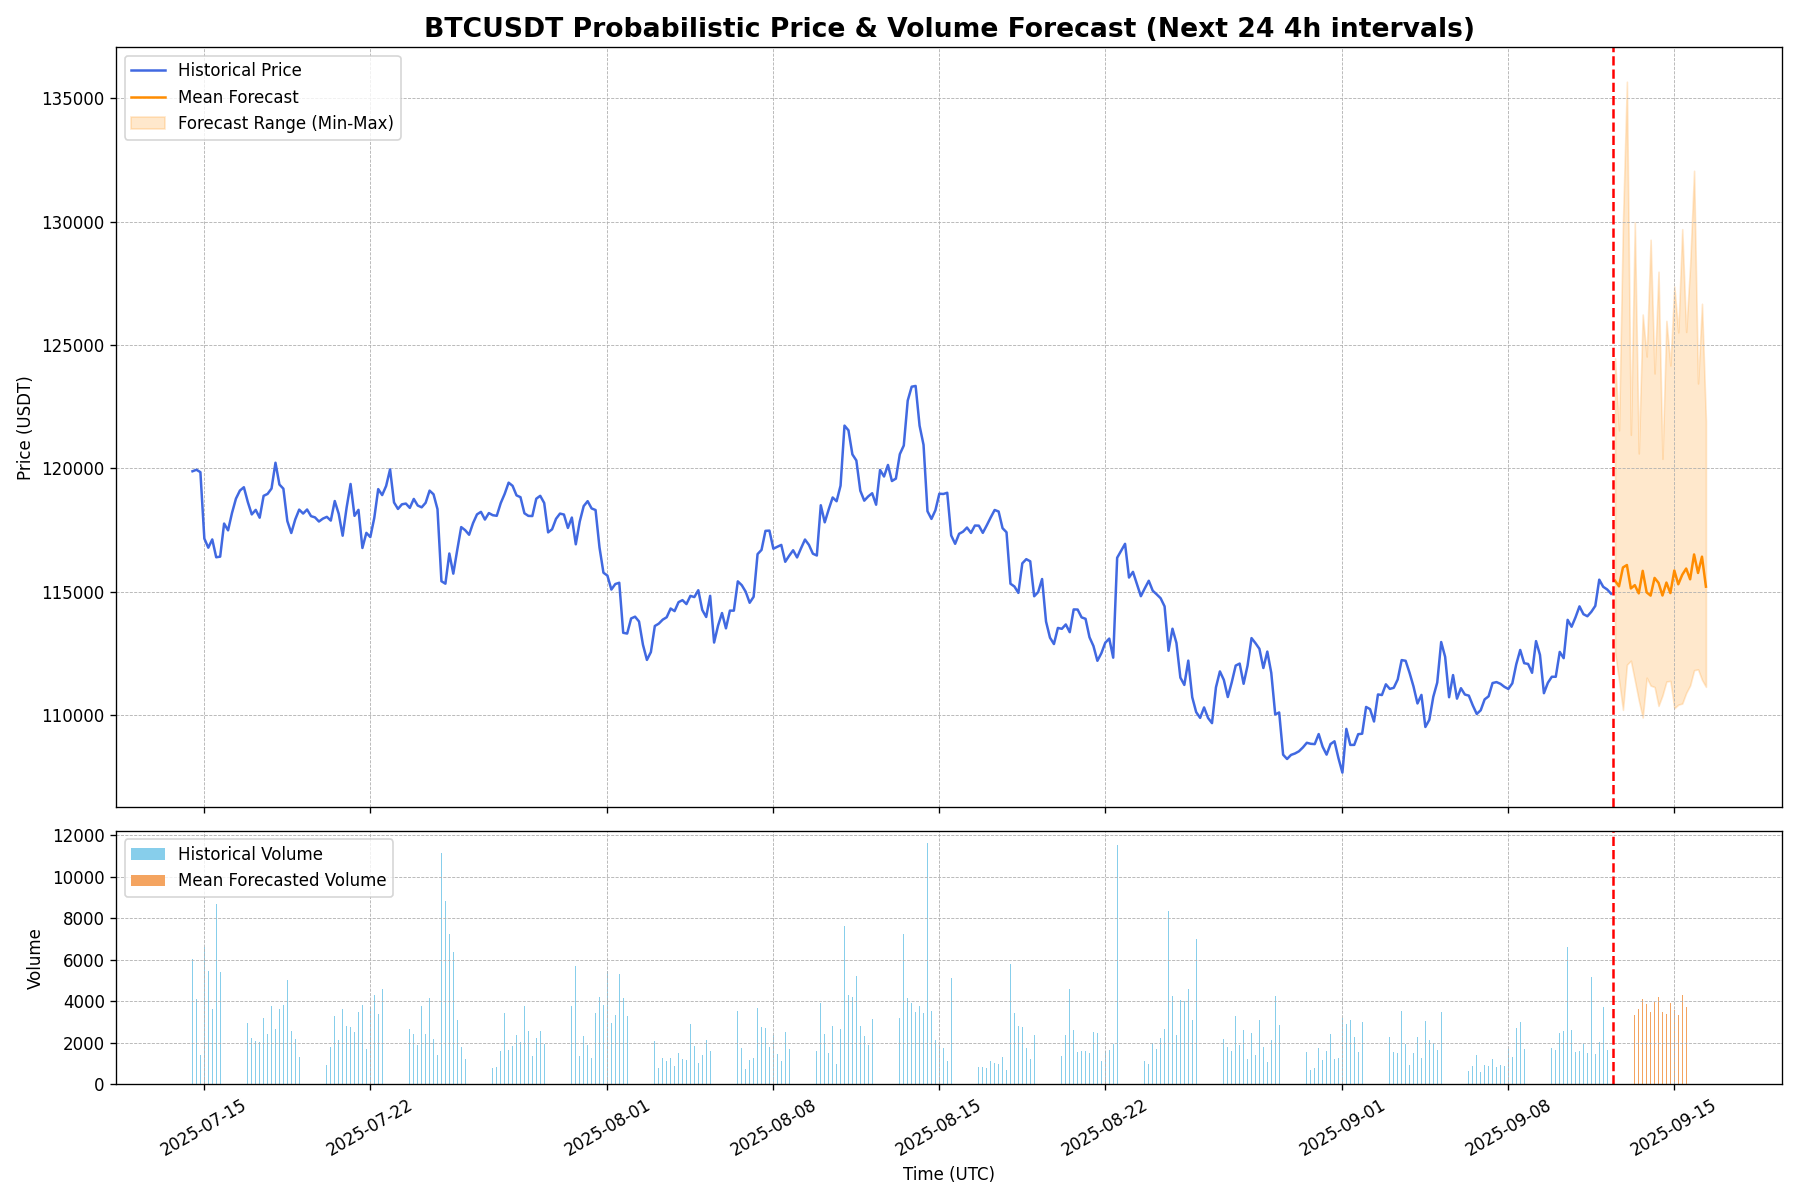 BTCUSDT Probabilistic Price & Volume Forecast (Next 24 4h intervals)
Historical Price
Mean Forecast
Forecast Range (Min-Max)
135000
130000
125000
120000
115000
110000
Price (USDT)
Historical Volume
Mean Forecasted Volume
12000
10000
8000
6000
4000
2000
0
Volume
2025-07-15
2025-07-22
2025-08-01
2025-08-08
2025-08-15
2025-08-22
2025-09-01
2025-09-08
2025-09-15
Time (UTC)